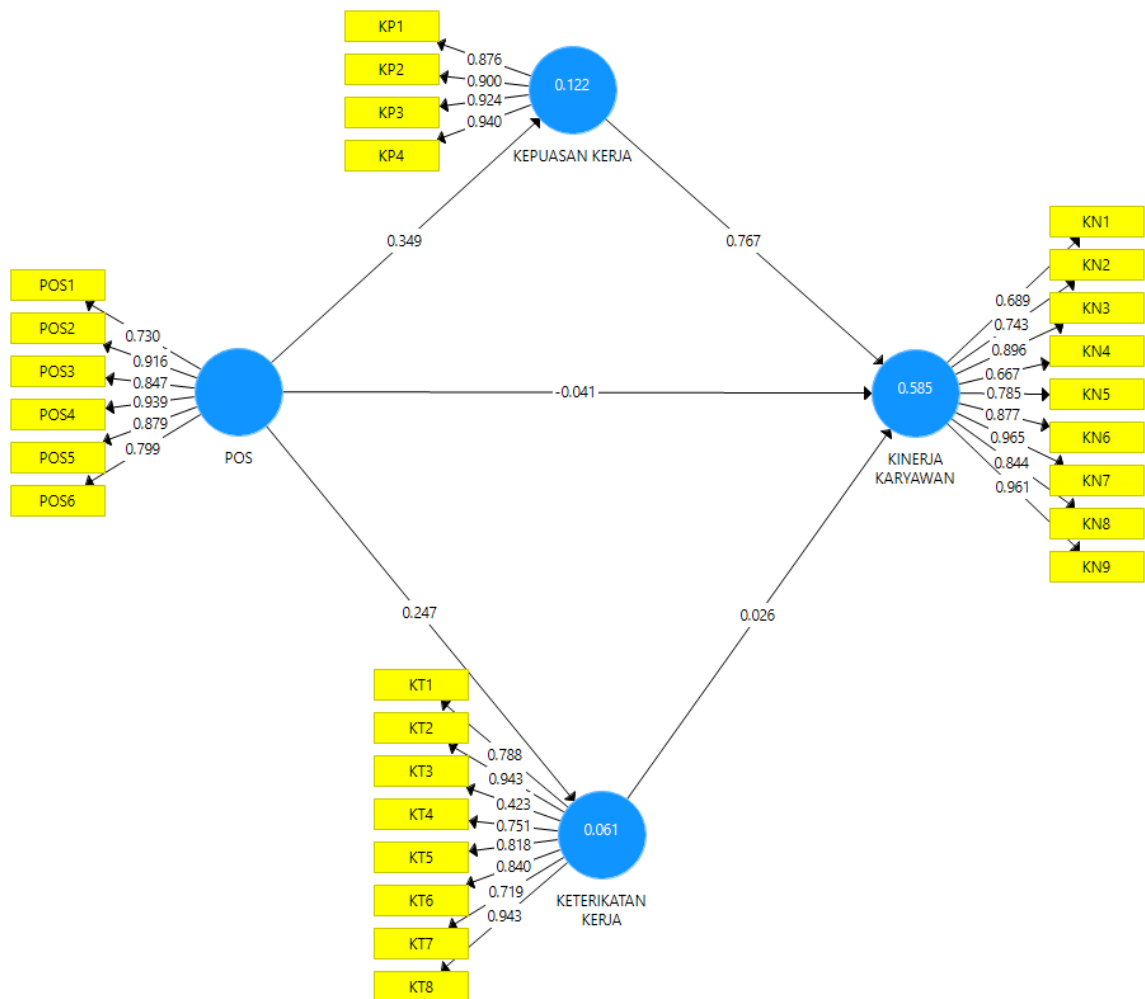 KP1
KP2
KP3
KP4
0.876
0.900
0.924
0.940
0.122
KEPUASAN KERJA
0.349
0.767
POS1
POS2
POS3
POS4
POS5
POS6
0.730
0.916
0.847
0.939
0.879
0.799
POS
-0.041
0.585
KINERJA
KARYAWAN
0.689
0.743
0.896
0.667
0.785
0.877
0.965
0.844
0.961
KN1
KN2
KN3
KN4
KN5
KN6
KN7
KN8
KN9
0.247
0.026
KT1
KT2
KT3
KT4
KT5
KT6
KT7
KT8
0.788
0.943
0.423
0.751
0.818
0.840
0.719
0.943
0.061
KETERIKATAN
KERJA